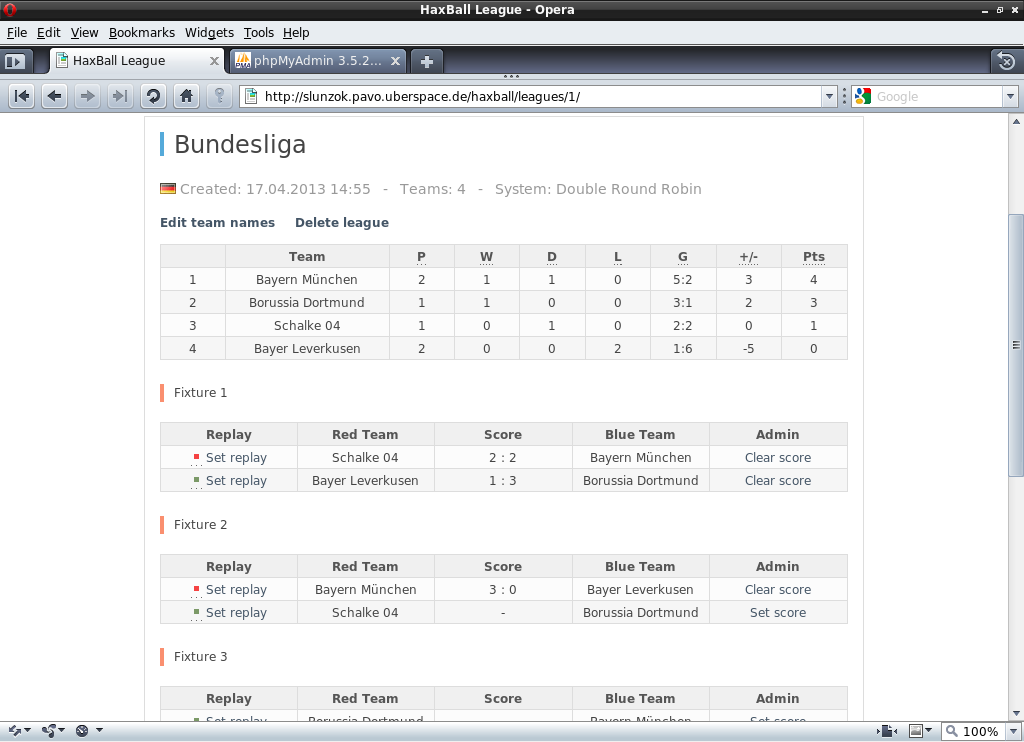 HaxBall League - Opera
File Edit View Bookmarks Widgets Tools Help
HaxBall League phpMyAdmin 3.5.2...
http://slunzok.pavo.uberspace.de/haxball/leagues/1/ Google
Bundesliga
Created: 17.04.2013 14:55 - Teams: 4 - System: Double Round Robin
Edit team names Delete league
Team P W D L G +/- Pts
1 Bayern München 2 1 1 0 5:2 3 4
2 Borussia Dortmund 1 1 0 0 3:1 2 3
3 Schalke 04 1 0 1 0 2:2 0 1
4 Bayer Leverkusen 2 0 0 2 1:6 -5 0
Fixture 1
Replay Red Team Score Blue Team Admin
Set replay Schalke 04 2 : 2 Bayern München Clear score
Set replay Bayer Leverkusen 1 : 3 Borussia Dortmund Clear score
Fixture 2
Replay Red Team Score Blue Team Admin
Set replay Bayern München 3 : 0 Bayer Leverkusen Clear score
Set replay Schalke 04 - Borussia Dortmund Set score
Fixture 3
Replay Red Team Score Blue Team Admin
Set replay Borussia Dortmund - Bayern München Set score
100%